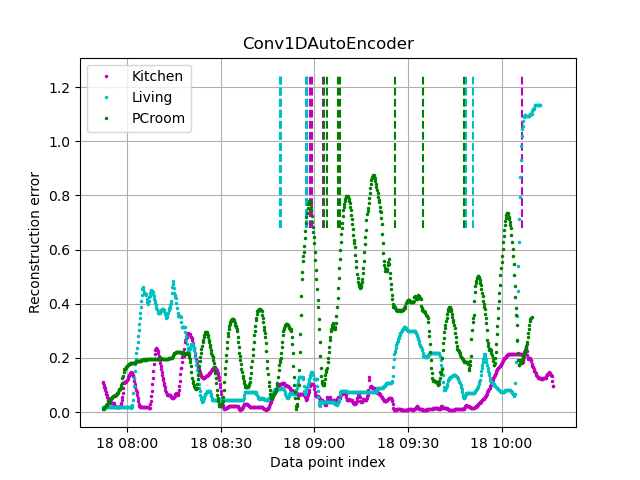 Conv1DAutoEncoder
Kitchen
Living
PCroom
Reconstruction error
1.2
1.0
0.8
0.6
0.4
0.2
0.0
18 08:00 18 08:30 18 09:00 18 09:30 18 10:00
Data point index